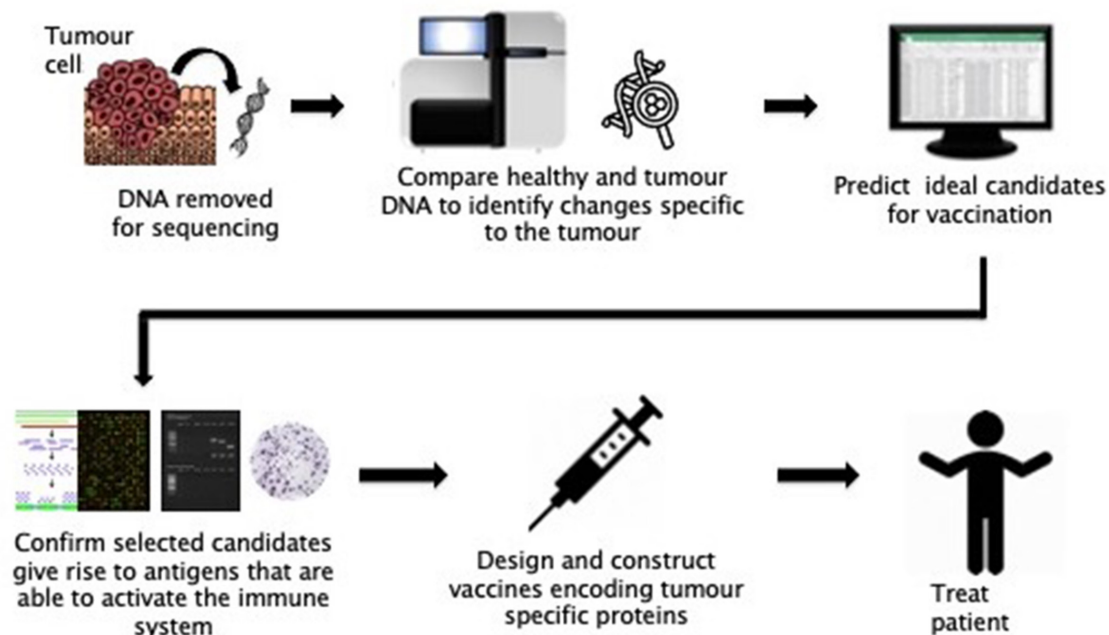 Tumour
cell
DNA removed
for sequencing
Compare healthy and tumour
DNA to identify changes specific
to the tumour
Predict ideal candidates
for vaccination
Confirm selected candidates
give rise to antigens that are
able to activate the immune
system
Design and construct
vaccines encoding tumour
specific proteins
Treat
patient